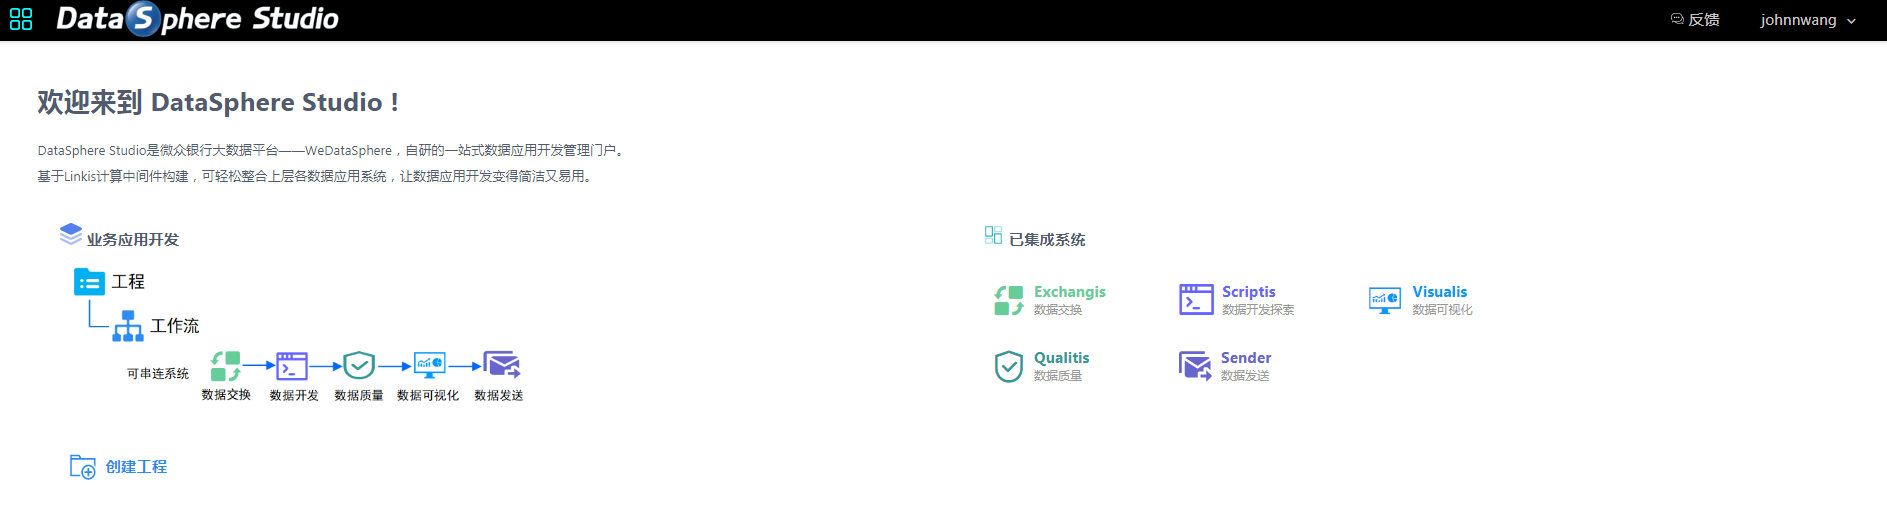 DataSphere Studio
反馈
johnnwang
欢迎来到 DataSphere Studio！
DataSphere Studio是微众银行大数据平台——WeDataSphere，自研的一站式数据应用开发管理门户。
基于Linkis计算中间件构建，可轻松整合上层各数据应用系统，让数据应用开发变得简洁又易用。
业务应用开发
工程
工作流
可串连系统
数据交换
数据开发
数据质量
数据可视化
数据发送
创建工程
已集成系统
Exchangis
数据交换
Scriptis
数据开发探索
Visualis
数据可视化
Qualitis
数据质量
Sender
数据发送